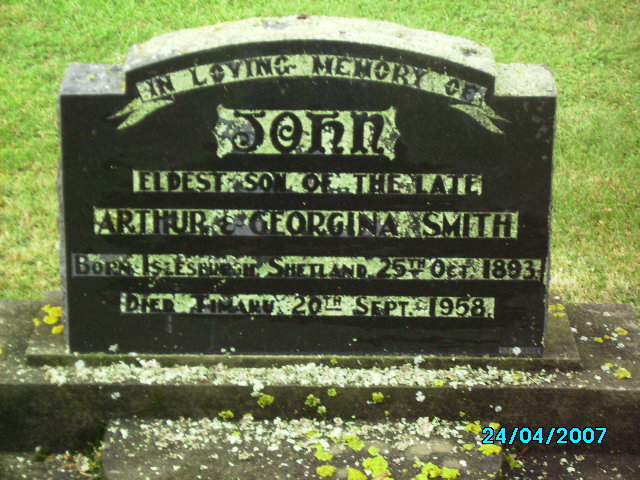 IN LOVING MEMORY OF
JOHN
ELDEST SON OF THE LATE
ARTHUR & GEORGINA SMITH
BORN ISLESBURGH SHETLAND. 25TH OCT. 1893.
DIED TIMARU. 20TH SEPT. 1958.
24/04/2007